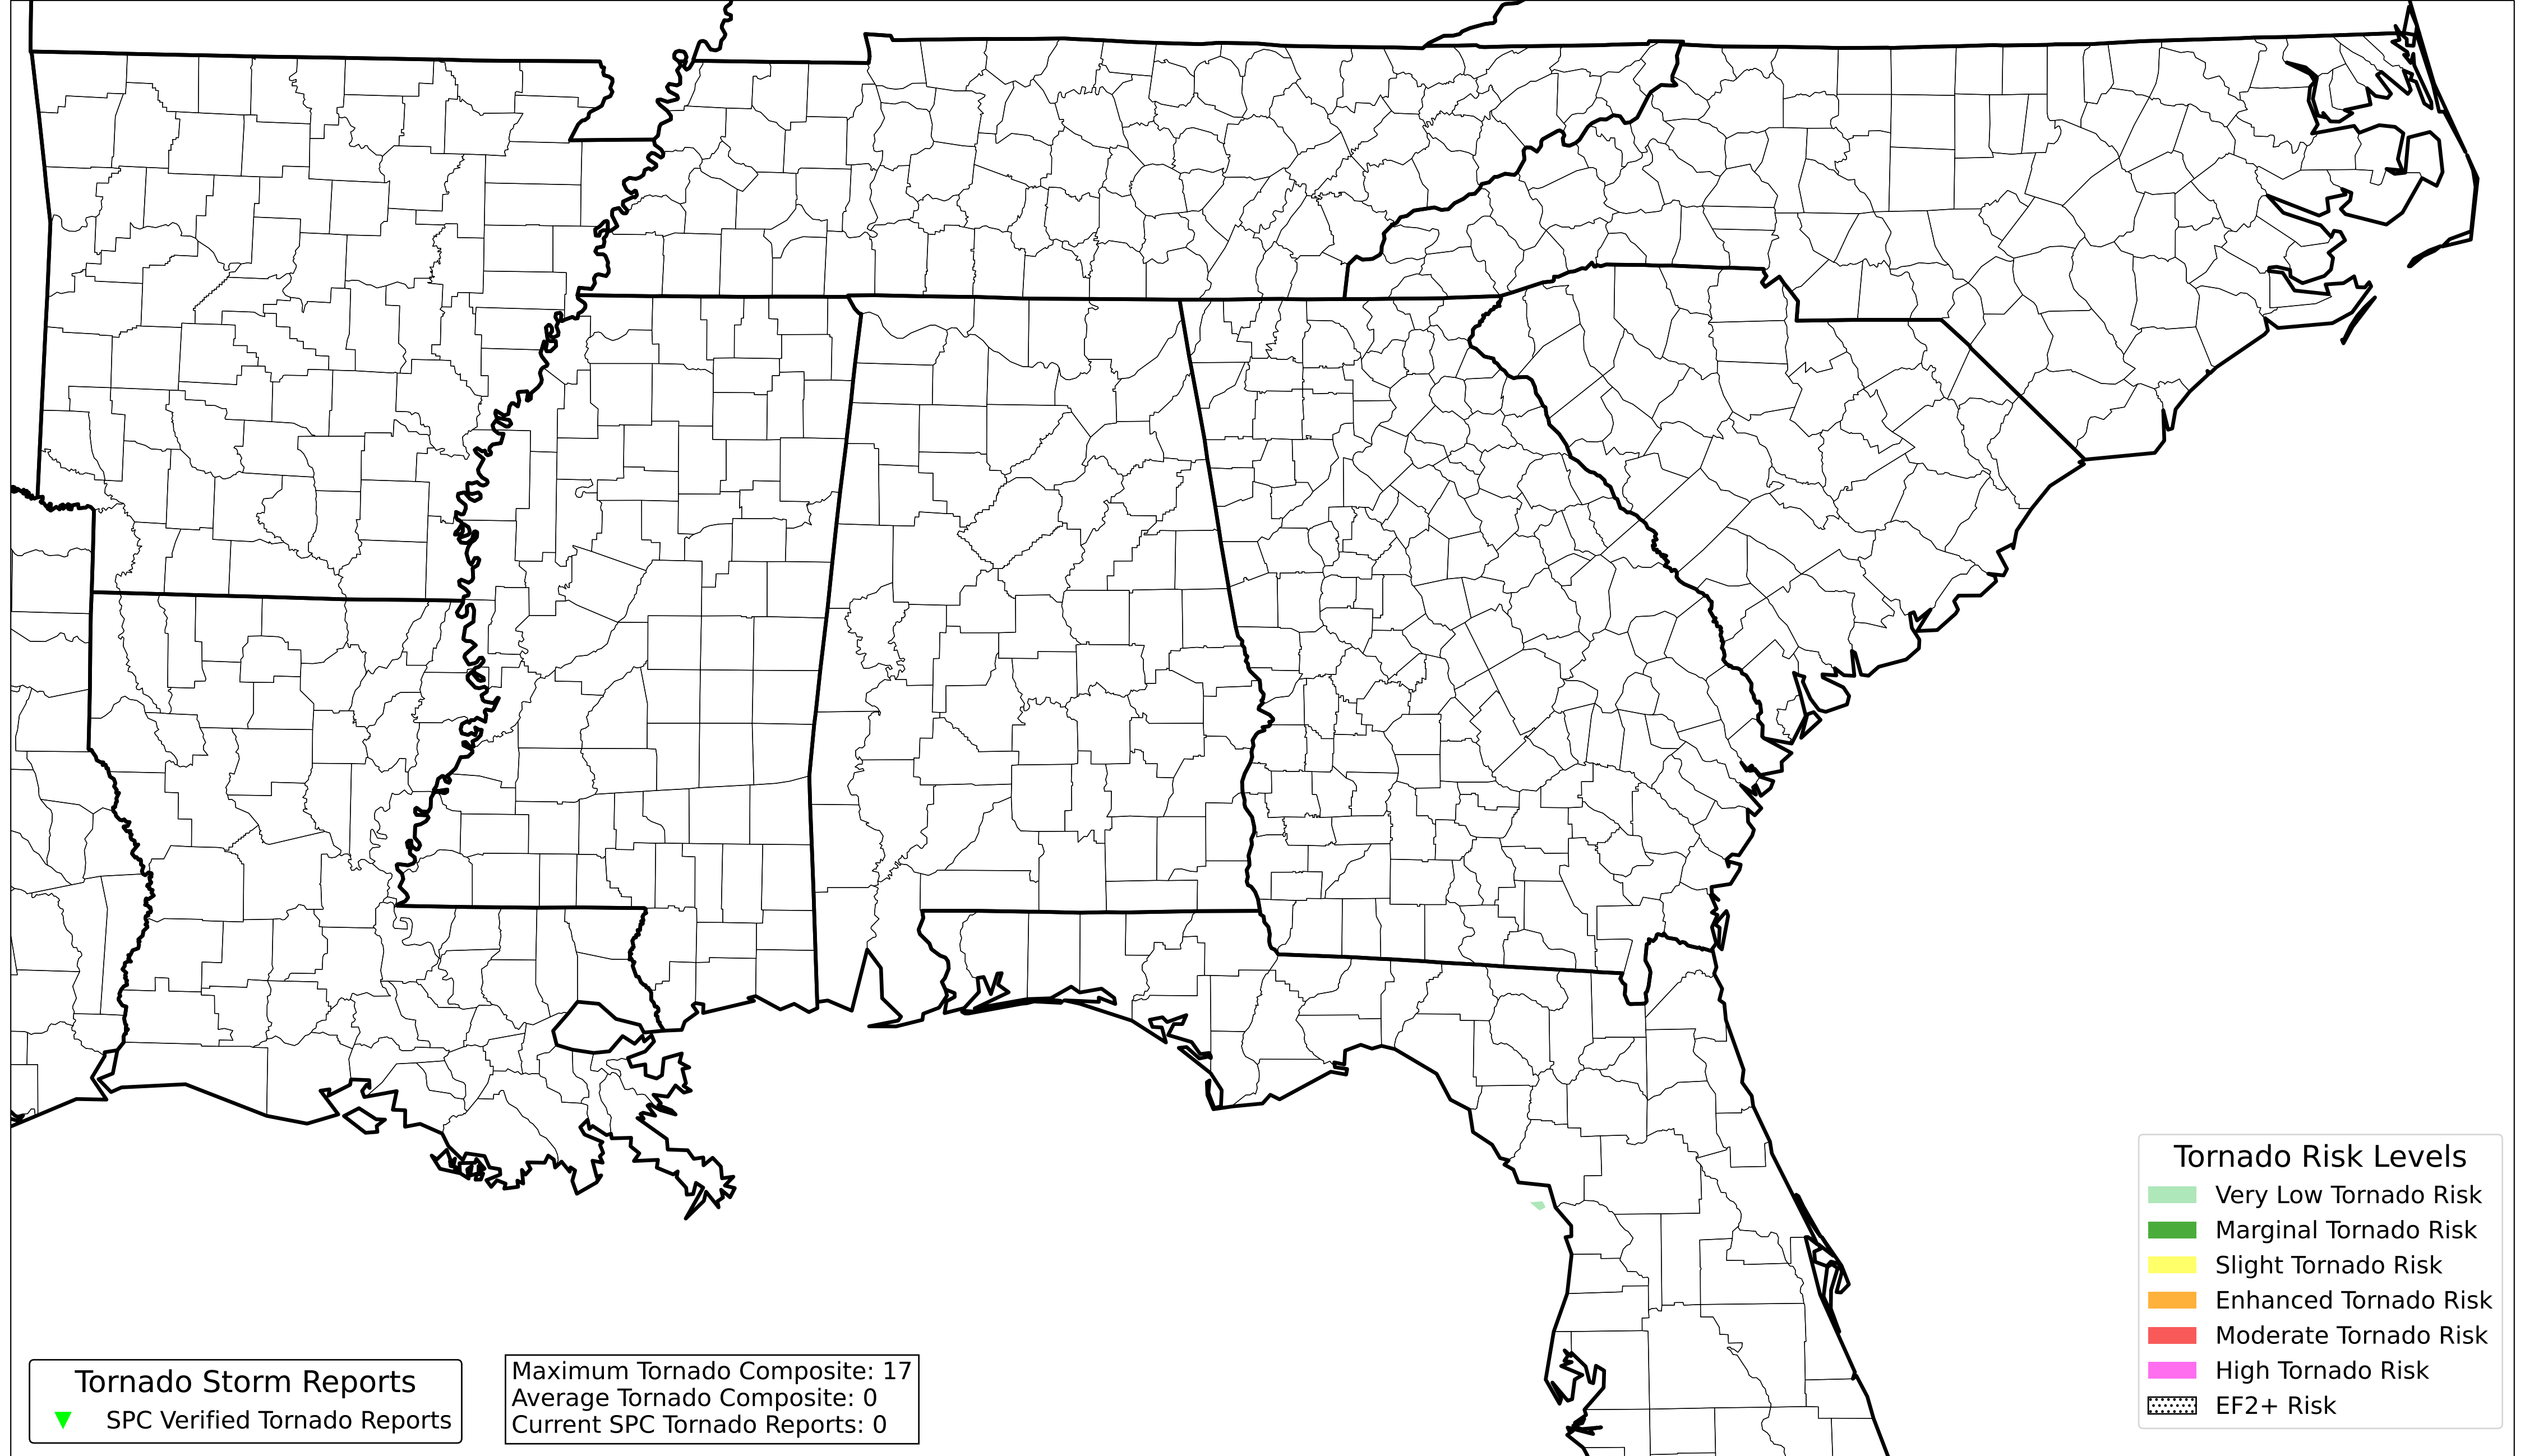 Tornado Risk Levels
Very Low Tornado Risk
Marginal Tornado Risk
Slight Tornado Risk
Enhanced Tornado Risk
Moderate Tornado Risk
High Tornado Risk
EF2+ Risk
Tornado Storm Reports
SPC Verified Tornado Reports
Maximum Tornado Composite: 17
Average Tornado Composite: 0
Current SPC Tornado Reports: 0